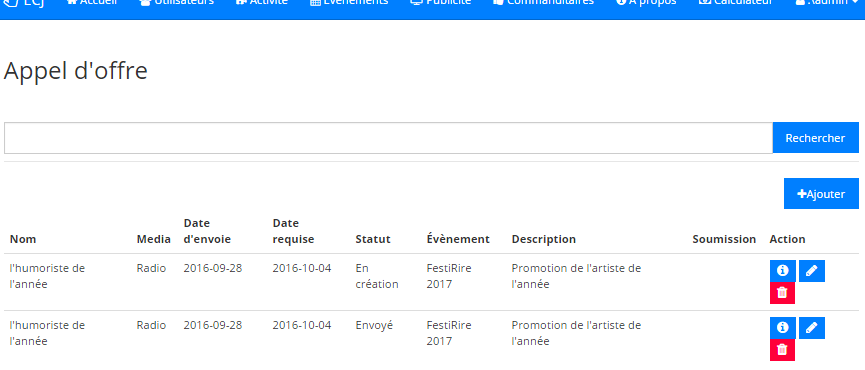 ECJ Accueil Utilisateurs Activité Évènements Publicité Commanditaires À propos Calculateur
Appel d'offre
Rechercher
+Ajouter
Nom Media Date d'envoie Date requise Statut Évènement Description Soumission Action
l'humoriste de l'année Radio 2016-09-28 2016-10-04 En création FestiRire 2017 Promotion de l'artiste de l'année
l'humoriste de l'année Radio 2016-09-28 2016-10-04 Envoyé FestiRire 2017 Promotion de l'artiste de l'année